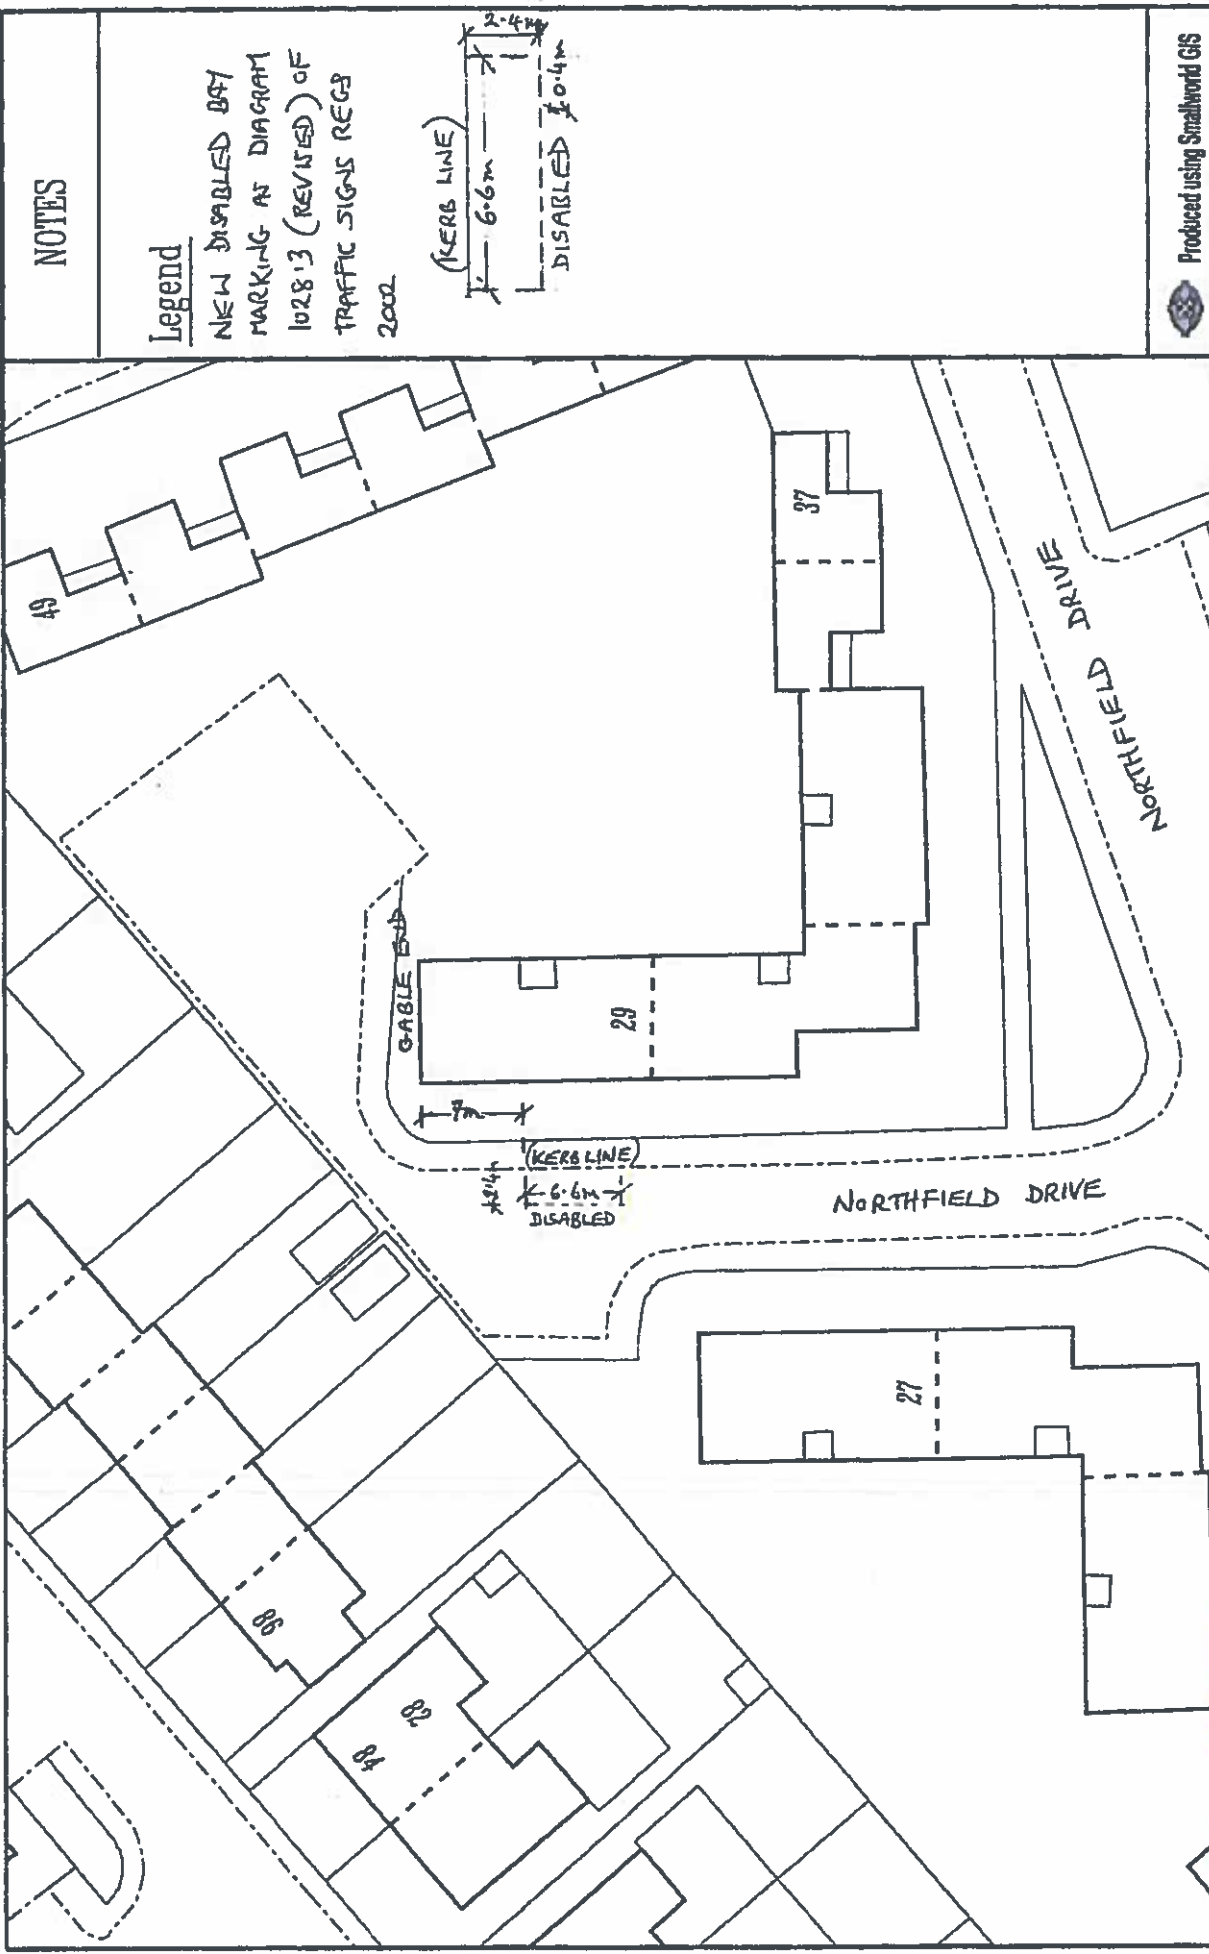 NOTES
Legend
NEW DISABLED BAY
MARKING AS DIAGRAM
1028·3 (REVISED) OF
TRAFFIC SIGNS REGS
2002
(KERB LINE)
6·6m
2·4m
DISABLED
0·4m
Produced using Smallworld GIS
49
37
29
GABLE END
7m
(KERB LINE)
6·6m
DISABLED
NORTHFIELD DRIVE
NORTHFIELD DRIVE
27
86
82
84